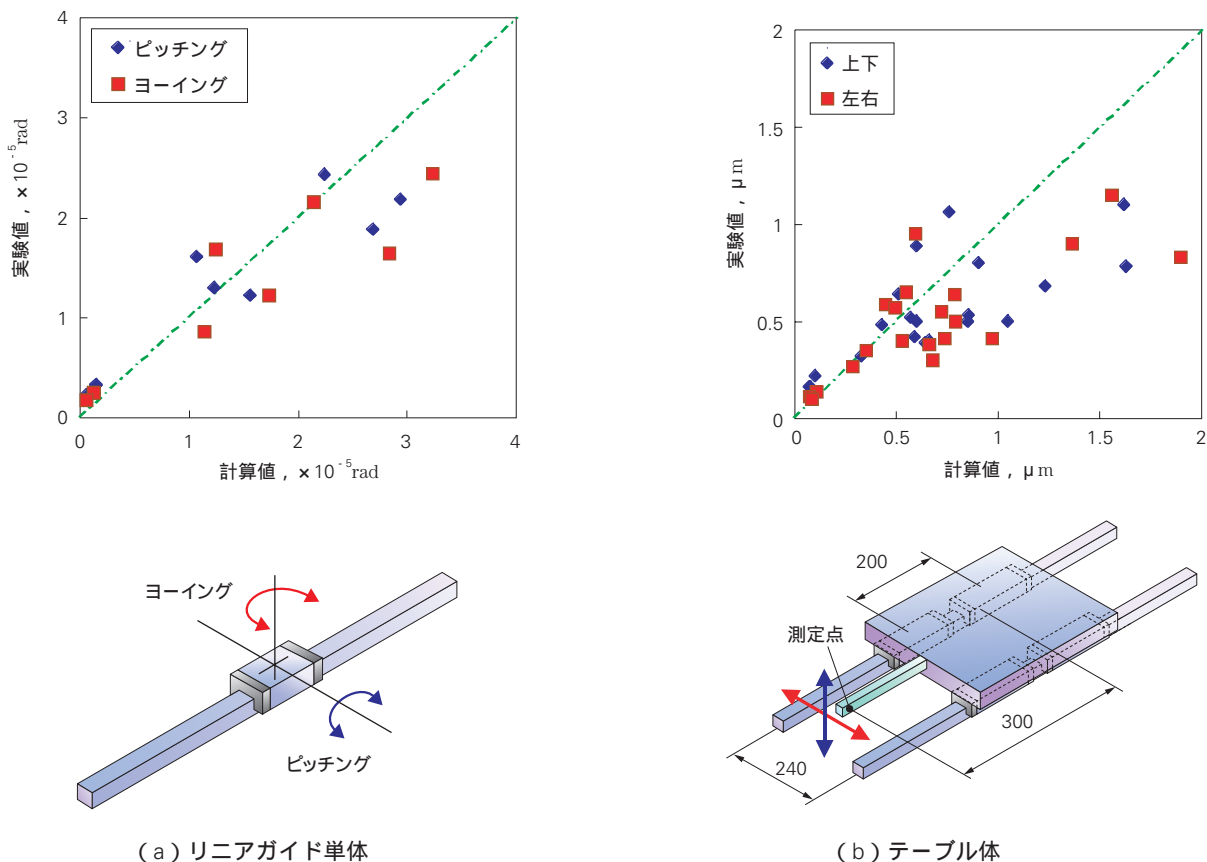 4
3
2
1
0
0
1
2
3
4
ピッチング
ヨーイング
実験値, ×10⁻⁵rad
計算値, ×10⁻⁵rad
2
1.5
1
0.5
0
0
0.5
1
1.5
2
上下
左右
実験値, μm
計算値, μm
ヨーイング
ピッチング
(a)リニアガイド単体
200
測定点
300
240
(b)テーブル体